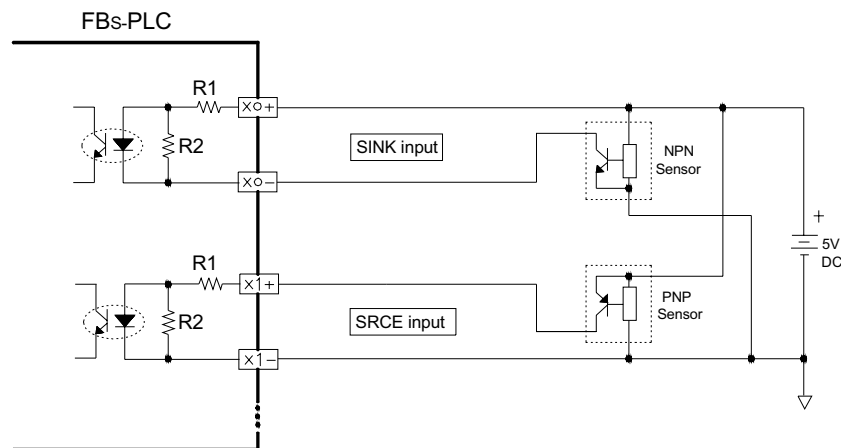 FBs-PLC
R1
X0+
R2
SINK input
NPN
Sensor
X0-
+
5V
DC
R1
X1+
R2
SRCE input
PNP
Sensor
X1-